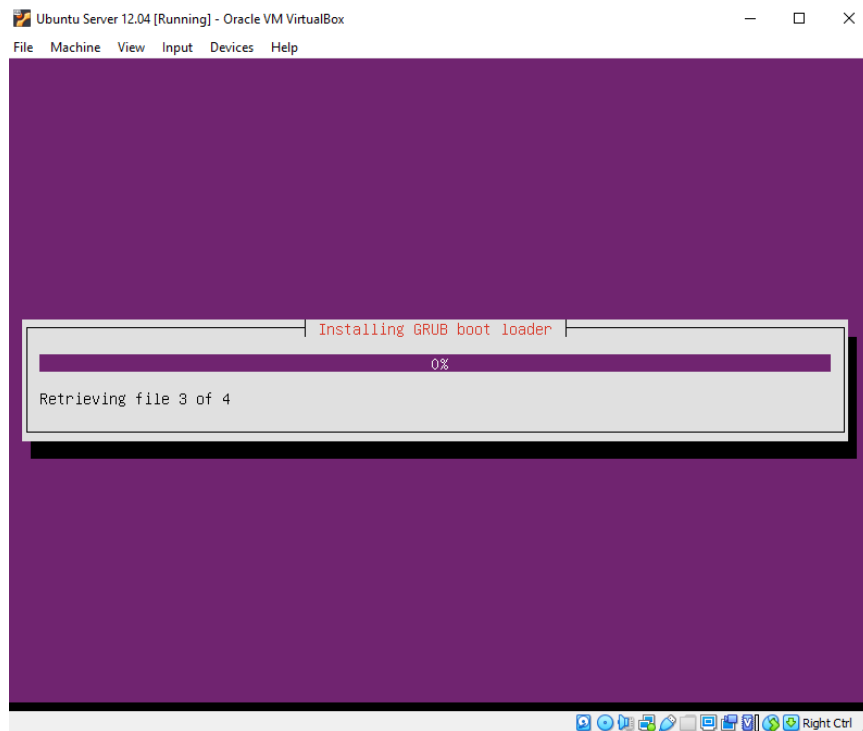 Ubuntu Server 12.04 [Running] - Oracle VM VirtualBox
File Machine View Input Devices Help
Installing GRUB boot loader
0%
Retrieving file 3 of 4
Right Ctrl